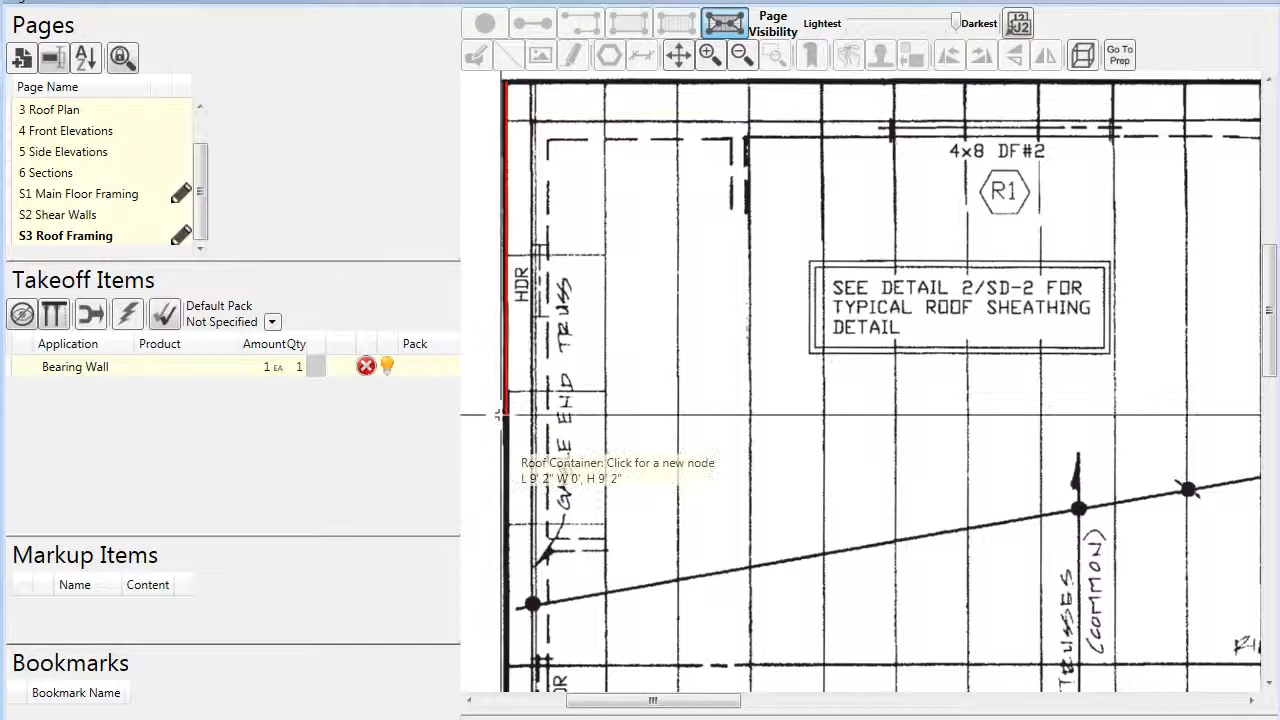 Pages
Page Visibility
Lightest
Darkest
Go To Prep
Page Name
3 Roof Plan
4 Front Elevations
5 Side Elevations
6 Sections
S1 Main Floor Framing
S2 Shear Walls
S3 Roof Framing
Takeoff Items
Default Pack
Not Specified
Application Product Amount Qty Pack
Bearing Wall 1 EA 1
Markup Items
Name Content
Bookmarks
Bookmark Name
4x8 DF#2
R1
HDR
GABLE END TRUSS
SEE DETAIL 2/SD-2 FOR
TYPICAL ROOF SHEATHING
DETAIL
Roof Container: Click for a new node
L 9' 2" W 0', H 9' 2"
TRUSSES
(COMMON)